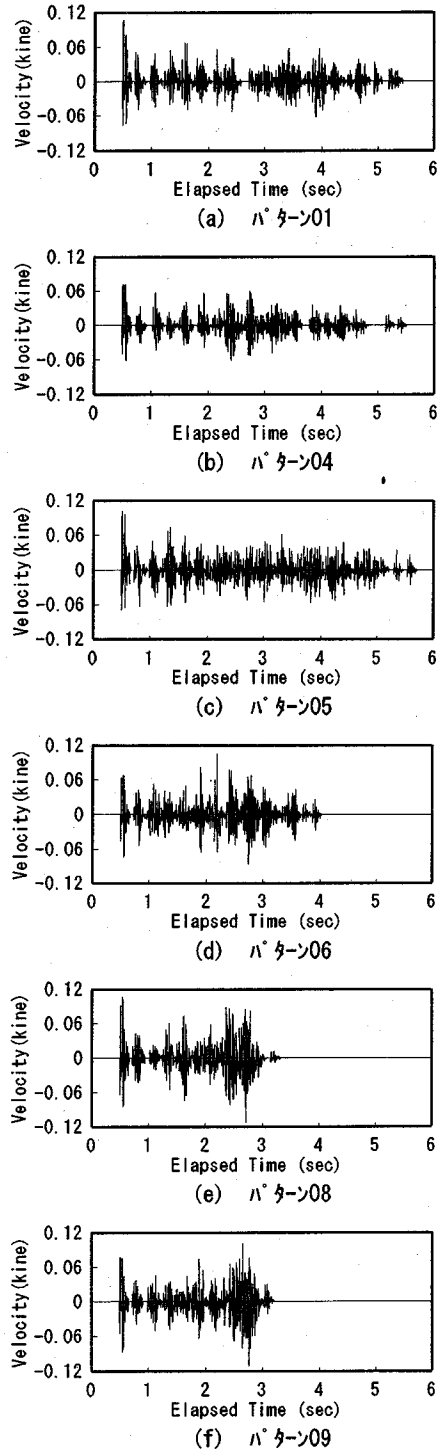 0.12
0.06
0
-0.06
-0.12
Velocity(kine)
0 1 2 3 4 5 6
Elapsed Time (sec)
(a) パターン01
0.12
0.06
0
-0.06
-0.12
Velocity(kine)
0 1 2 3 4 5 6
Elapsed Time (sec)
(b) パターン04
0.12
0.06
0
-0.06
-0.12
Velocity(kine)
0 1 2 3 4 5 6
Elapsed Time (sec)
(c) パターン05
0.12
0.06
0
-0.06
-0.12
Velocity(kine)
0 1 2 3 4 5 6
Elapsed Time (sec)
(d) パターン06
0.12
0.06
0
-0.06
-0.12
Velocity(kine)
0 1 2 3 4 5 6
Elapsed Time (sec)
(e) パターン08
0.12
0.06
0
-0.06
-0.12
Velocity(kine)
0 1 2 3 4 5 6
Elapsed Time (sec)
(f) パターン09